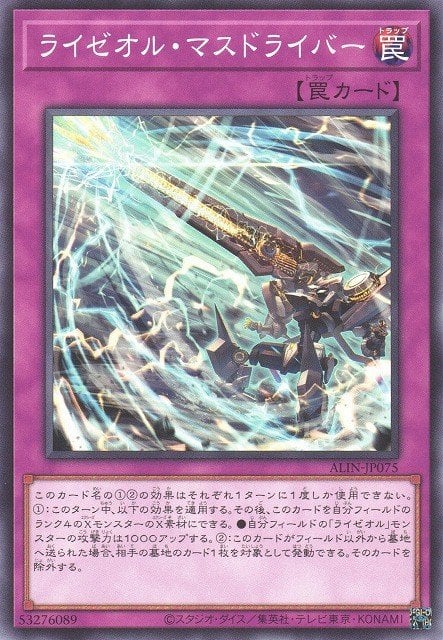 ライゼオル・マスドライバー
トラップ
罠
トラップ
【罠カード】
ALIN-JP075
このカード名の①②の効果はそれぞれ1ターンに1度しか使用できない。
①：このターン中、以下の効果を適用する。その後、このカードを自分フィールドの
ランク4のXモンスターのX素材にできる。●自分フィールドの「ライゼオル」モン
スターの攻撃力は1000アップする。②：このカードがフィールド以外から墓地
へ送られた場合、相手の墓地のカード1枚を対象として発動できる。そのカードを
除外する。
53276089
©スタジオ・ダイス／集英社・テレビ東京・KONAMI